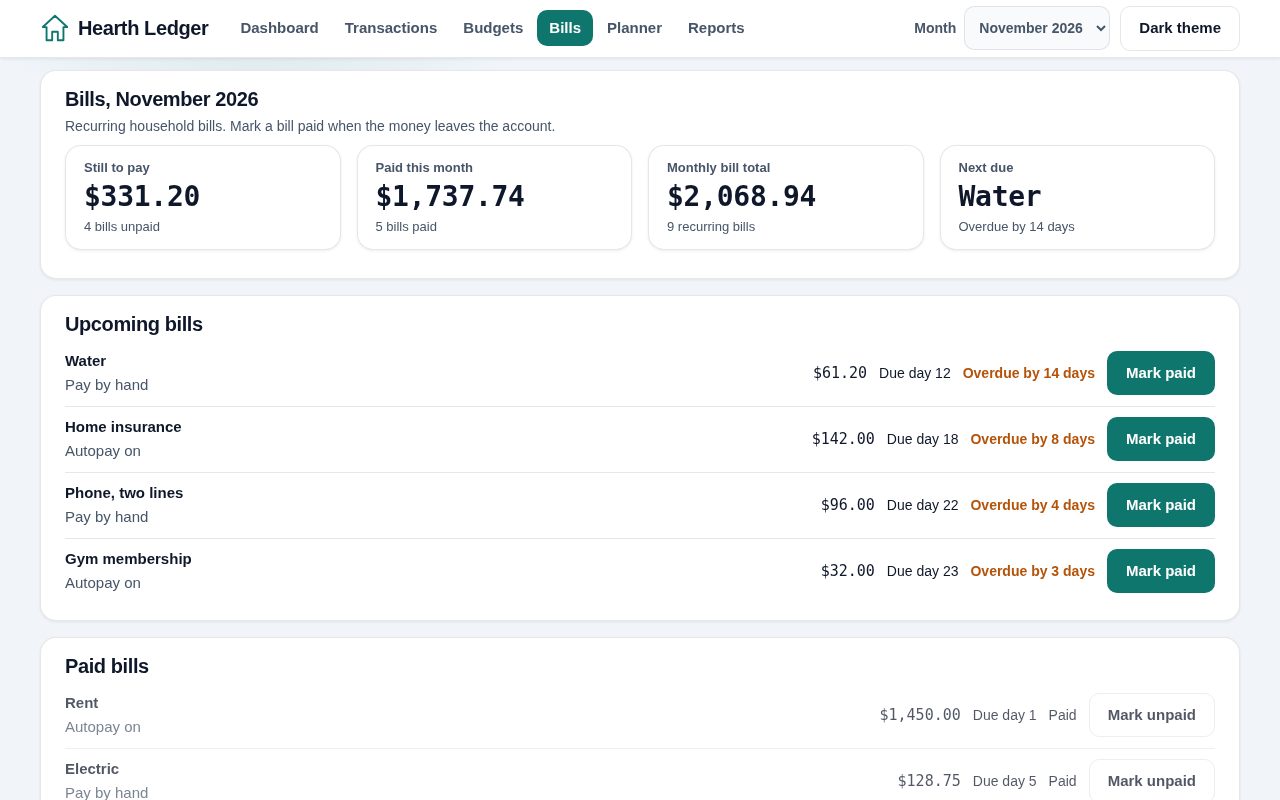 Hearth Ledger Dashboard Transactions Budgets Bills Planner Reports Month November 2026 Dark theme
Bills, November 2026
Recurring household bills. Mark a bill paid when the money leaves the account.
Still to pay
$331.20
4 bills unpaid
Paid this month
$1,737.74
5 bills paid
Monthly bill total
$2,068.94
9 recurring bills
Next due
Water
Overdue by 14 days
Upcoming bills
Water
Pay by hand
$61.20 Due day 12 Overdue by 14 days Mark paid
Home insurance
Autopay on
$142.00 Due day 18 Overdue by 8 days Mark paid
Phone, two lines
Pay by hand
$96.00 Due day 22 Overdue by 4 days Mark paid
Gym membership
Autopay on
$32.00 Due day 23 Overdue by 3 days Mark paid
Paid bills
Rent
Autopay on
$1,450.00 Due day 1 Paid Mark unpaid
Electric
Pay by hand
$128.75 Due day 5 Paid Mark unpaid